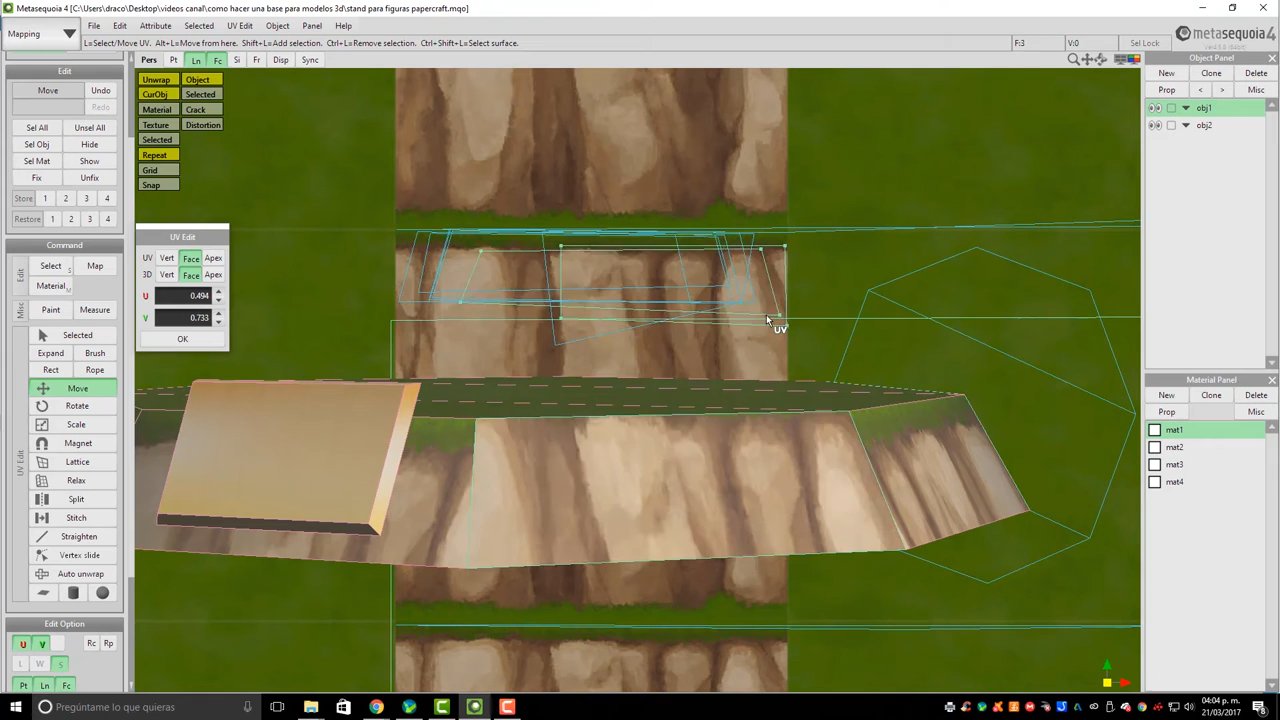 Metasequoia 4 [C:\Users\draco\Desktop\videos canal\como hacer una base para modelos 3d\stand para figuras papercraft.mqo]
Mapping
File Edit Attribute Selected UV Edit Object Panel Help
L=Select/Move UV. Alt+L=Move from here. Shift+L=Add selection. Ctrl+L=Remove selection. Ctrl+Shift+L=Select surface.
F:3 V:0 Sel Lock
metasequoia 4
Pers Pt Ln Fc Si Fr Disp Sync
Edit
Move Undo
Redo
Sel All Unsel All
Sel Obj Hide
Sel Mat Show
Fix Unfix
Store 1 2 3 4
Restore 1 2 3 4
Command
Edit
Select S Map
Material M
Misc
Paint Measure
UV Edit
Selected
Expand Brush
Rect Rope
Move
Rotate
Scale
Magnet
Lattice
Relax
Split
Stitch
Straighten
Vertex slide
Auto unwrap
Edit Option
U V Rc Rp
L W S
Pt Ln Fc
Unwrap Object
CurObj Selected
Material Crack
Texture Distortion
Selected
Repeat
Grid
Snap
UV Edit
UV Vert Face Apex
3D Vert Face Apex
U 0.494
V 0.733
OK
UV
Object Panel
New Clone Delete
Prop < > Misc
obj1
obj2
Material Panel
New Clone Delete
Prop Misc
mat1
mat2
mat3
mat4
Pregúntame lo que quieras
04:04 p. m.
21/03/2017